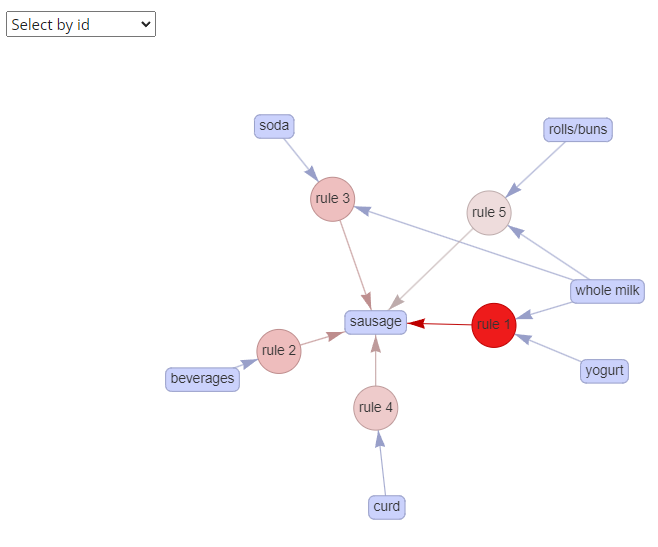 Select by id
soda
rolls/buns
rule 3
rule 5
whole milk
sausage
rule 1
rule 2
beverages
yogurt
rule 4
curd